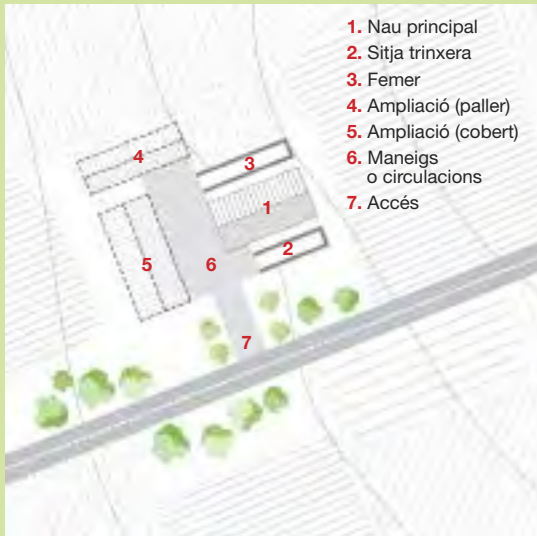 1. Nau principal
2. Sitja trinxera
3. Femer
4. Ampliació (paller)
5. Ampliació (cobert)
6. Maneigs
o circulacions
7. Accés
4
3
1
2
5
6
7